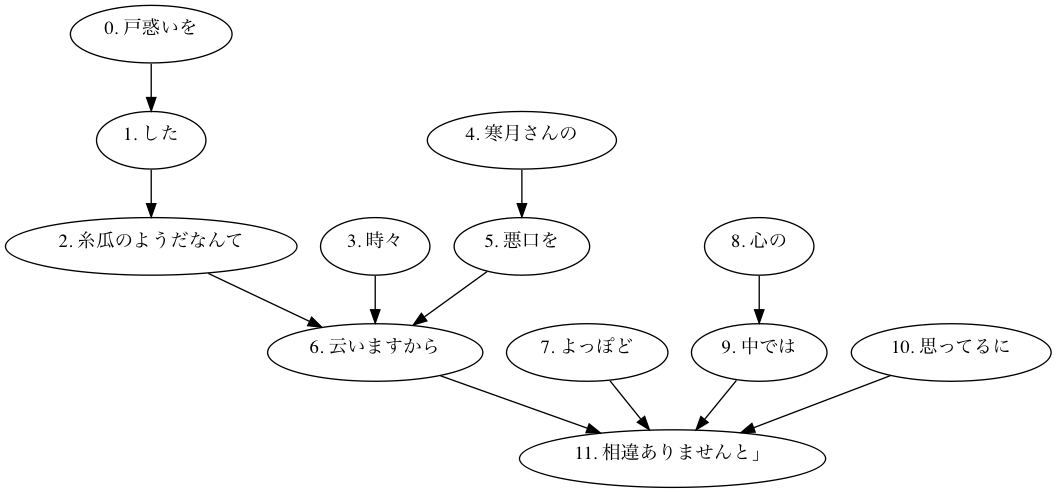 0. 戸惑いを
1. した
4. 寒月さんの
2. 糸瓜のようだなんて
3. 時々
5. 悪口を
8. 心の
6. 云いますから
7. よっぽど
9. 中では
10. 思ってるに
11. 相違ありませんと」